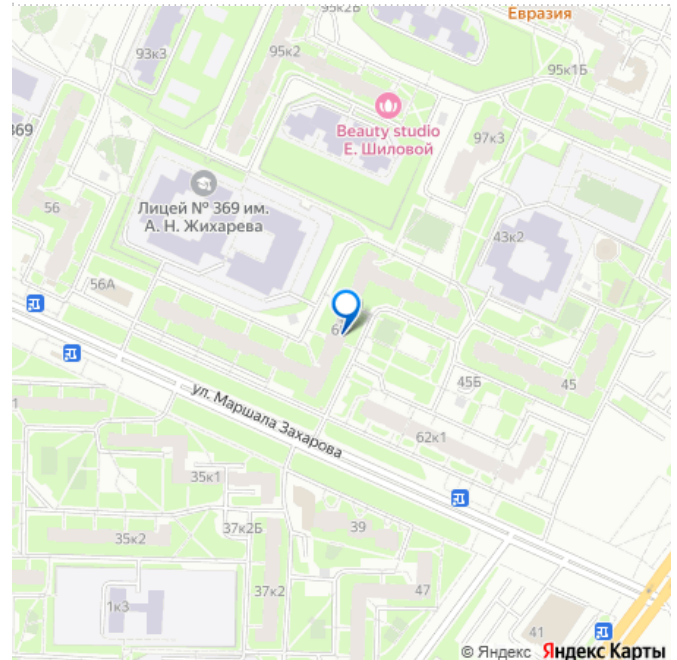 95к2Б
Евразия
93к3
95к2
95к1Б
369
Beauty studio
Е. Шиловой
97к3
Лицей № 369 им.
А. Н. Жихарева
56
43к2
56А
45Б
45
ул. Маршала Захарова
62к1
35к1
37к2Б
39
35к2
37к2
47
1к3
41
© Яндекс Яндекс Карты